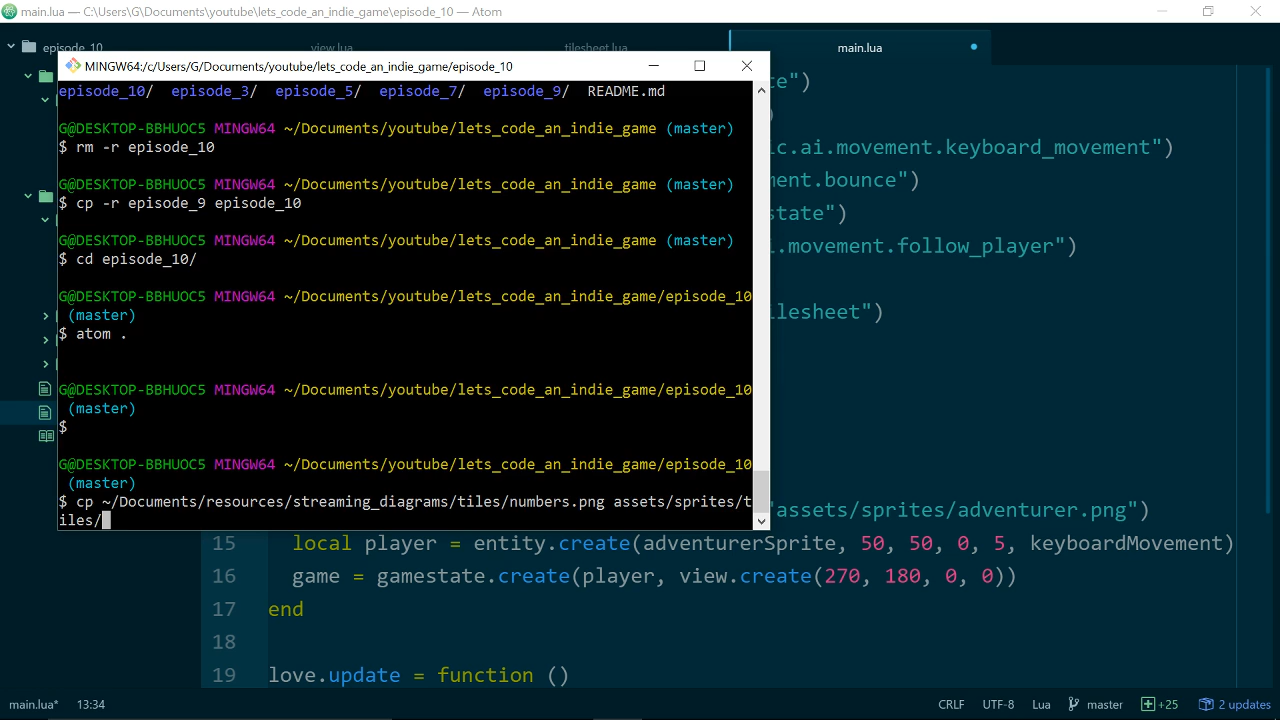 main.lua — C:\Users\G\Documents\youtube\lets_code_an_indie_game\episode_10 — Atom
episode_10
view.lua
tilesheet.lua
main.lua
MINGW64:/c/Users/G/Documents/youtube/lets_code_an_indie_game/episode_10
episode_10/ episode_3/ episode_5/ episode_7/ episode_9/ README.md
G@DESKTOP-BBHUOC5 MINGW64 ~/Documents/youtube/lets_code_an_indie_game (master)
$ rm -r episode_10
G@DESKTOP-BBHUOC5 MINGW64 ~/Documents/youtube/lets_code_an_indie_game (master)
$ cp -r episode_9 episode_10
G@DESKTOP-BBHUOC5 MINGW64 ~/Documents/youtube/lets_code_an_indie_game (master)
$ cd episode_10/
G@DESKTOP-BBHUOC5 MINGW64 ~/Documents/youtube/lets_code_an_indie_game/episode_10
(master)
$ atom .
G@DESKTOP-BBHUOC5 MINGW64 ~/Documents/youtube/lets_code_an_indie_game/episode_10
(master)
$
G@DESKTOP-BBHUOC5 MINGW64 ~/Documents/youtube/lets_code_an_indie_game/episode_10
(master)
$ cp ~/Documents/resources/streaming_diagrams/tiles/numbers.png assets/sprites/t
iles/
te")
)
ic.ai.movement.keyboard_movement")
ment.bounce")
state")
i.movement.follow_player")
ilesheet")
"assets/sprites/adventurer.png")
15 local player = entity.create(adventurerSprite, 50, 50, 0, 5, keyboardMovement)
16 game = gamestate.create(player, view.create(270, 180, 0, 0))
17 end
18
19 love.update = function ()
main.lua* 13:34
CRLF UTF-8 Lua master +25 2 updates